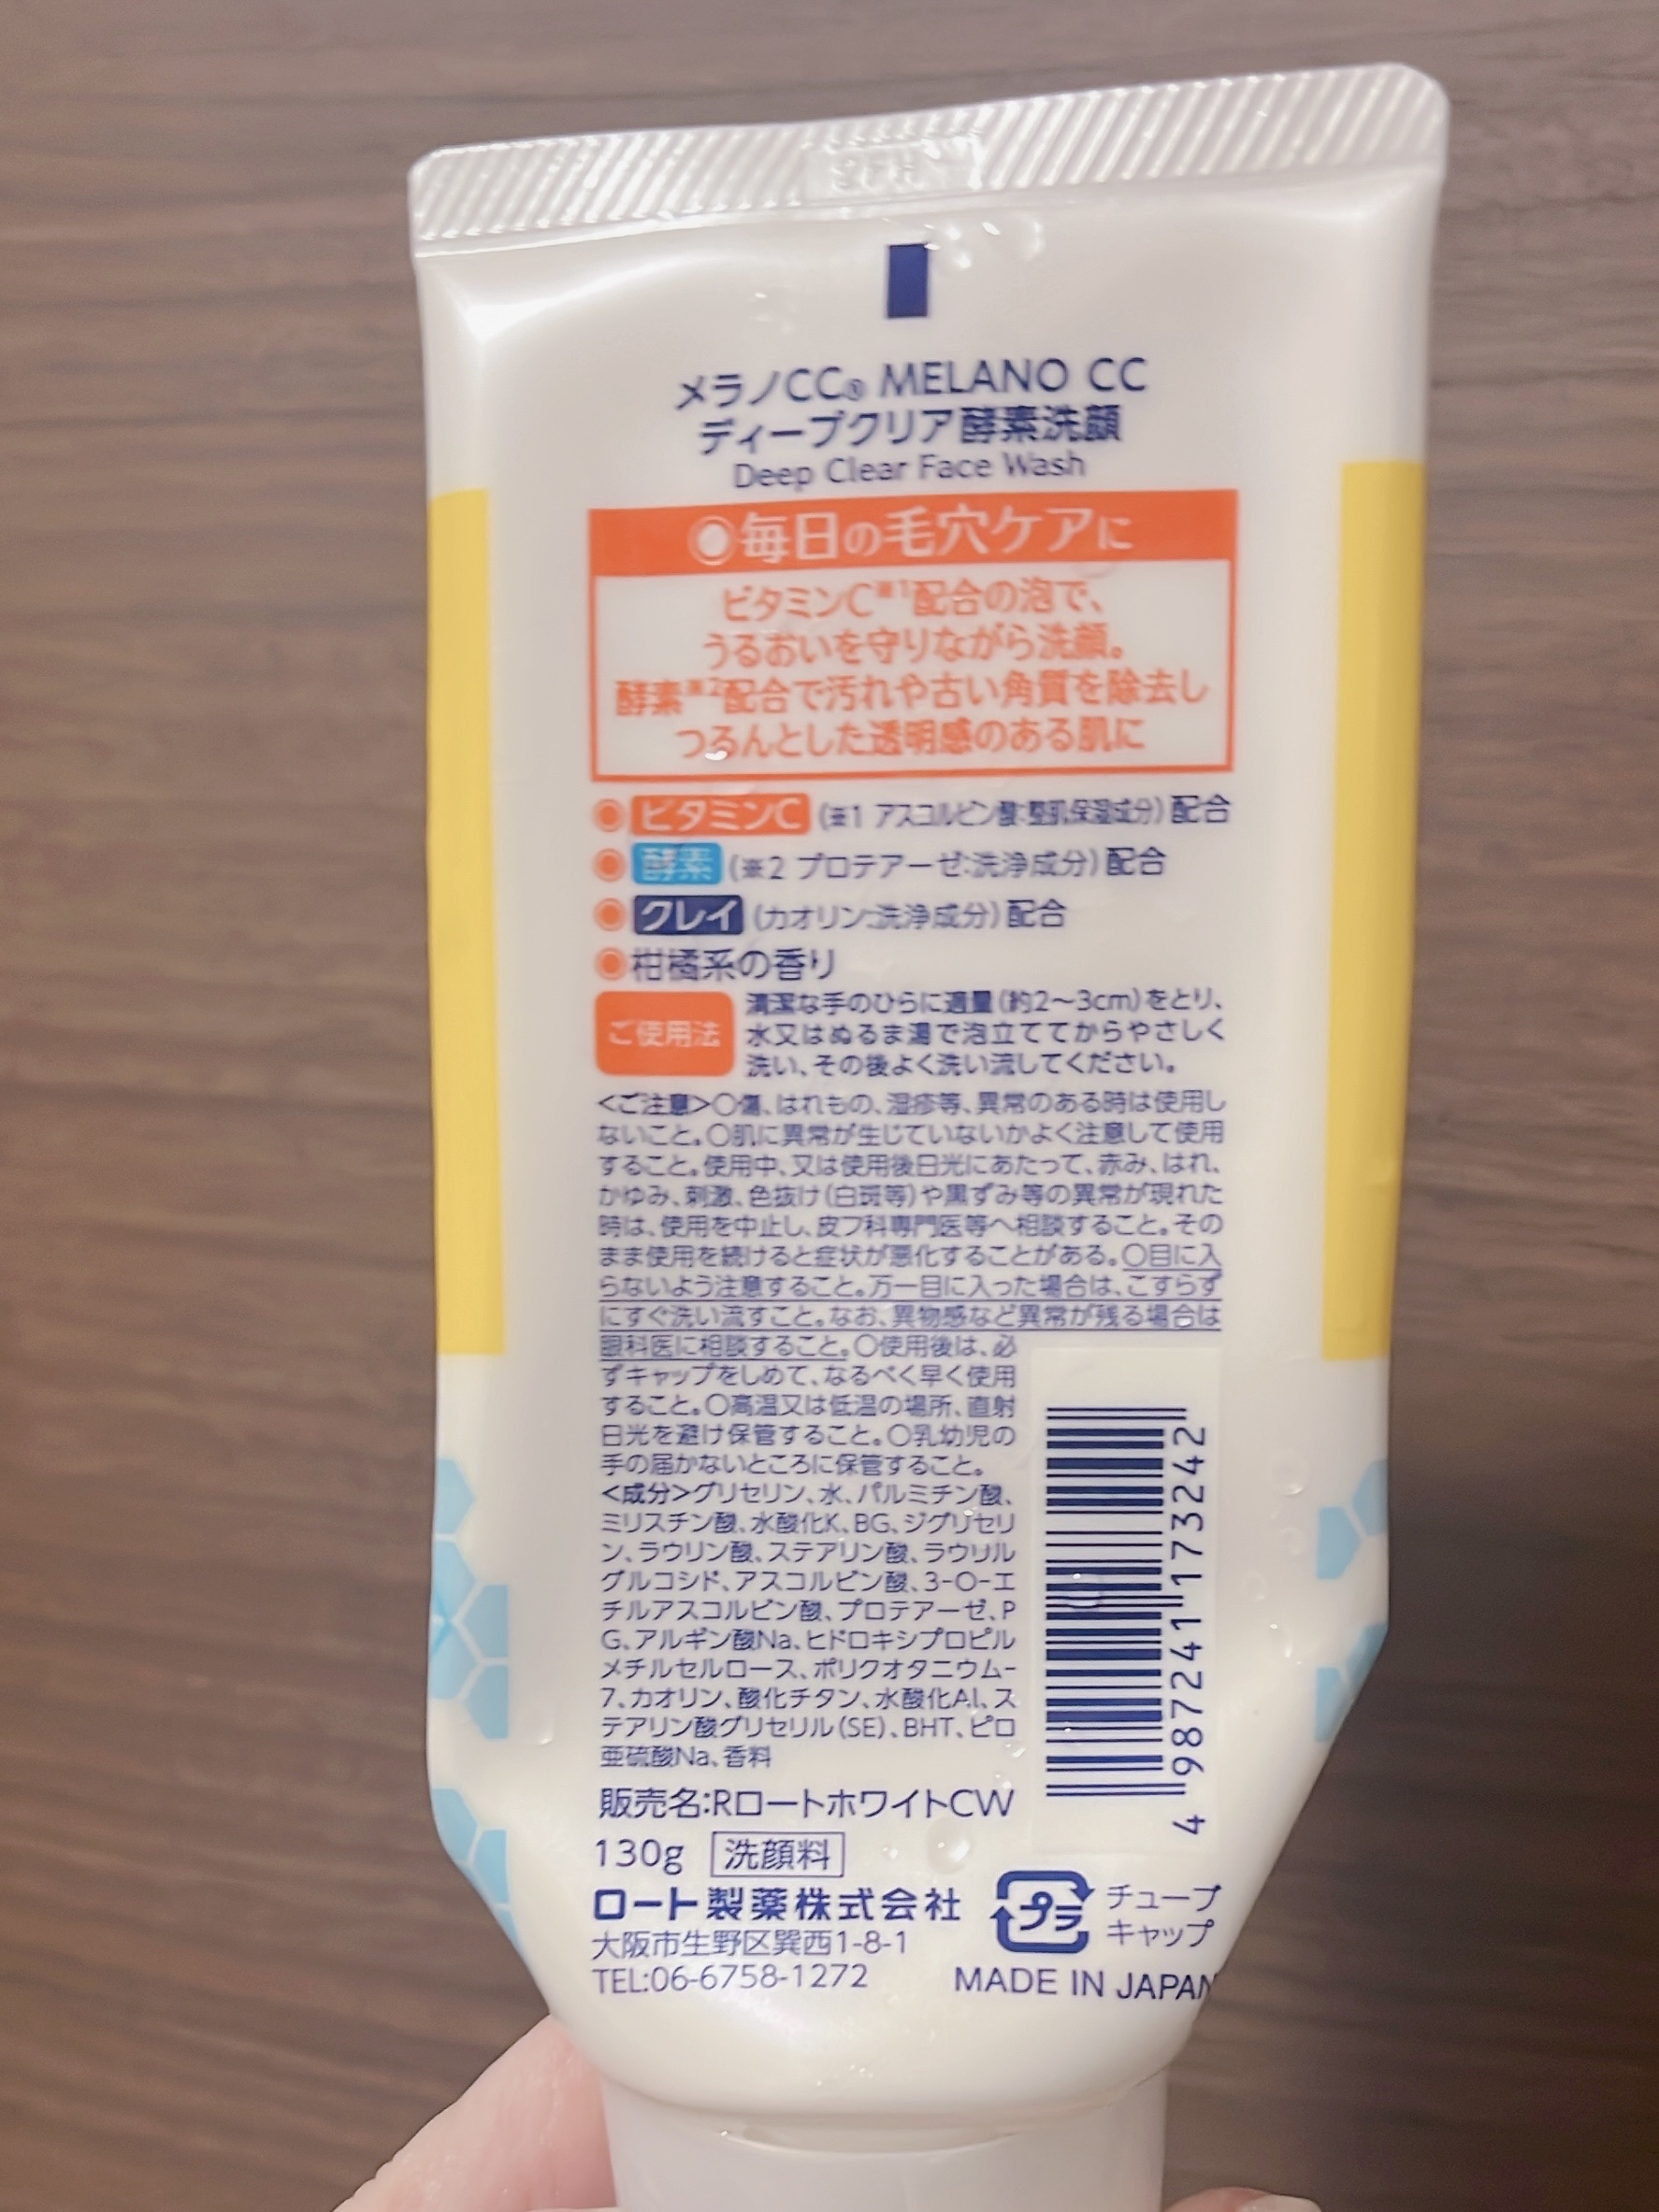 メラノCC® MELANO CC
ディープクリア酵素洗顔
Deep Clear Face Wash
◉毎日の毛穴ケアに
ビタミンC※1配合の泡で、
うるおいを守りながら洗顔。
酵素※2配合で汚れや古い角質を除去し
つるんとした透明感のある肌に
◉ビタミンC(※1 アスコルビン酸:整肌保湿成分)配合
◉酵素(※2 プロテアーゼ:洗浄成分)配合
◉クレイ(カオリン:洗浄成分)配合
◉柑橘系の香り
ご使用法
清潔な手のひらに適量(約2〜3cm)をとり、
水又はぬるま湯で泡立ててからやさしく
洗い、その後よく洗い流してください。
<ご注意>○傷、はれもの、湿疹等、異常のある時は使用し
ないこと。○肌に異常が生じていないかよく注意して使用
すること。使用中、又は使用後日光にあたって、赤み、はれ、
かゆみ、刺激、色抜け(白斑等)や黒ずみ等の異常が現れた
時は、使用を中止し、皮フ科専門医等へ相談すること。その
まま使用を続けると症状が悪化することがある。○目に入
らないよう注意すること。万一目に入った場合は、こすらず
にすぐ洗い流すこと。なお、異物感など異常が残る場合は
眼科医に相談すること。○使用後は、必
ずキャップをしめて、なるべく早く使用
すること。○高温又は低温の場所、直射
日光を避け保管すること。○乳幼児の
手の届かないところに保管すること。
<成分>グリセリン、水、パルミチン酸、
ミリスチン酸、水酸化K、BG、ジグリセリ
ン、ラウリン酸、ステアリン酸、ラウリル
グルコシド、アスコルビン酸、3-O-エ
チルアスコルビン酸、プロテアーゼ、P
G、アルギン酸Na、ヒドロキシプロピル
メチルセルロース、ポリクオタニウム-
7、カオリン、酸化チタン、水酸化Al、ス
テアリン酸グリセリル(SE)、BHT、ピロ
亜硫酸Na、香料
4 987241 173242
販売名:RロートホワイトCW
130g 洗顔料
ロート製薬株式会社
大阪市生野区巽西1-8-1
TEL:06-6758-1272
プラ
チューブ
キャップ
MADE IN JAPAN